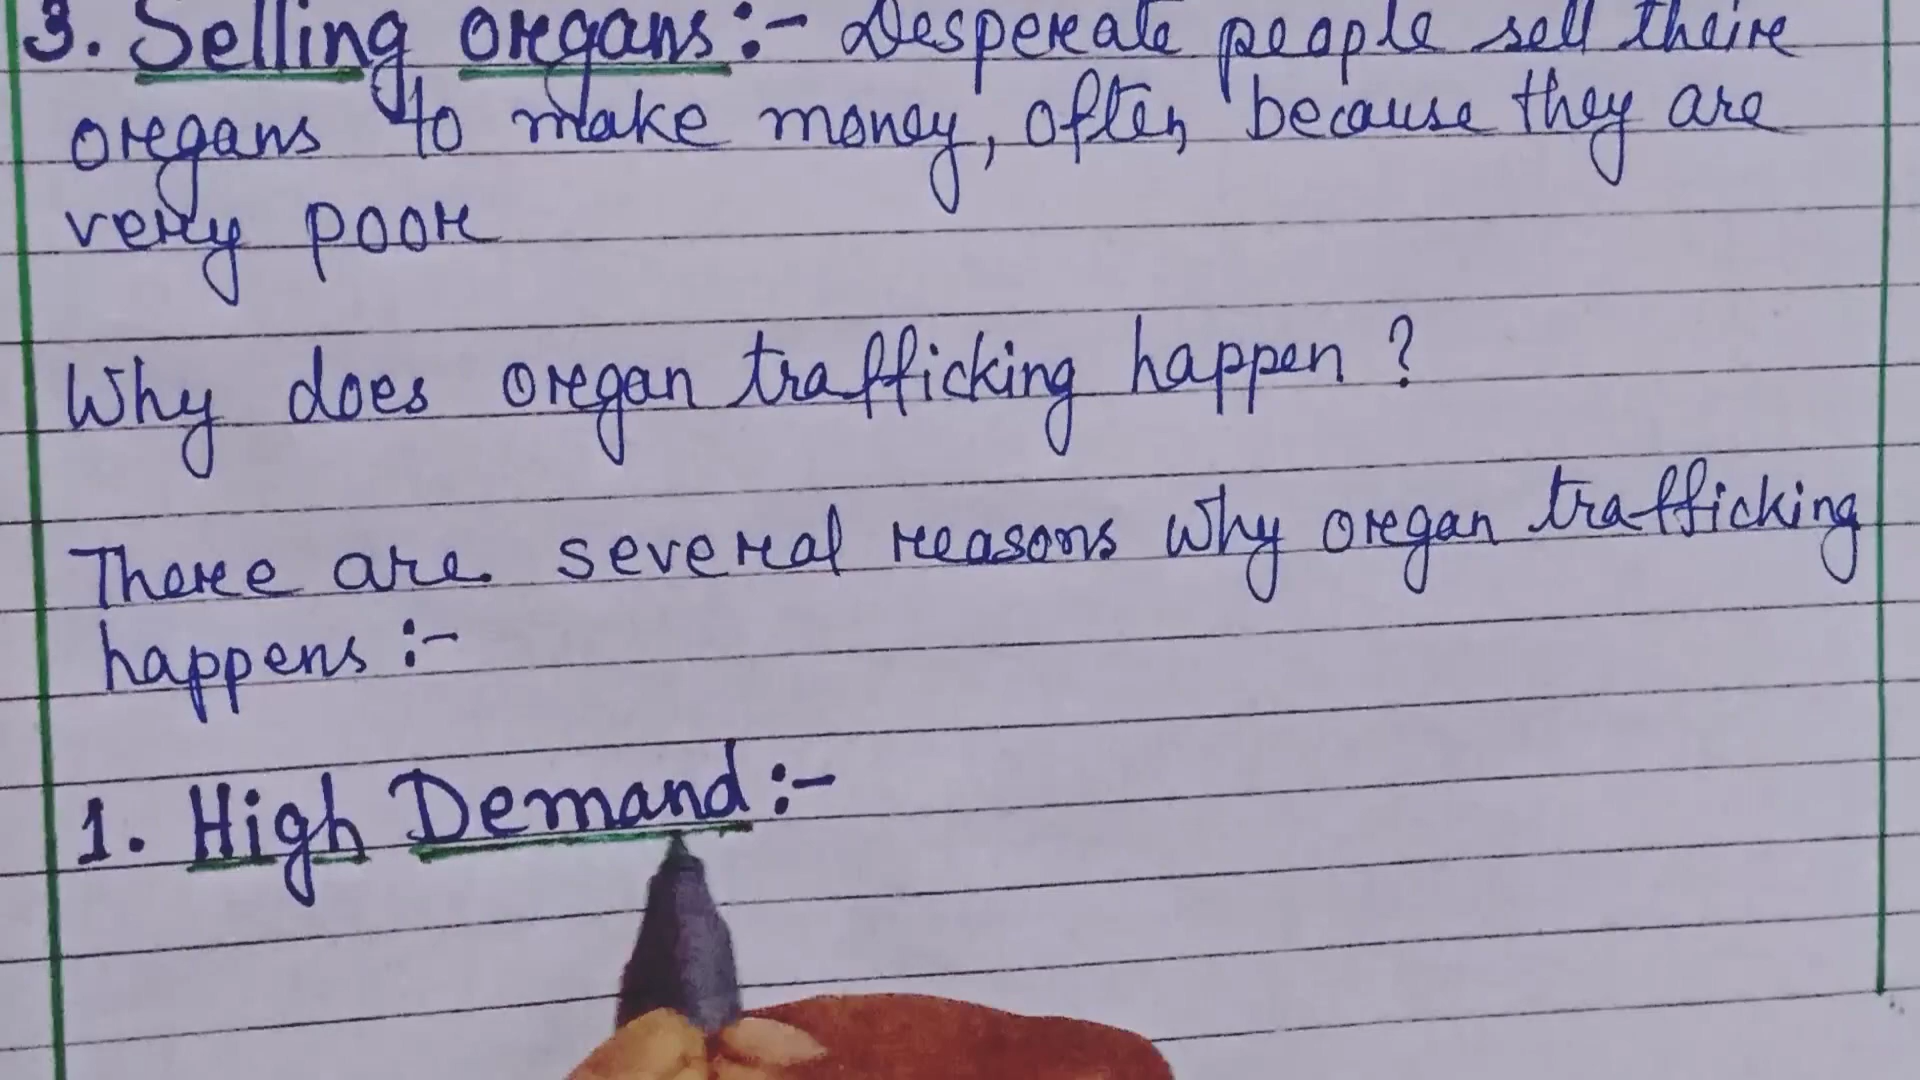 3. Selling organs:- Desperate people sell their
organs to make money, often because they are
very poor
Why does organ trafficking happen?
There are several reasons why organ trafficking
happens:-
1. High Demand:-